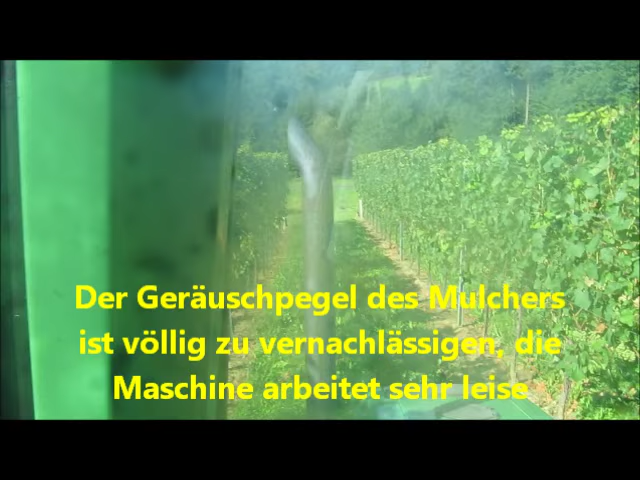 Der Geräuschpegel des Mulchers
ist völlig zu vernachlässigen, die
Maschine arbeitet sehr leise